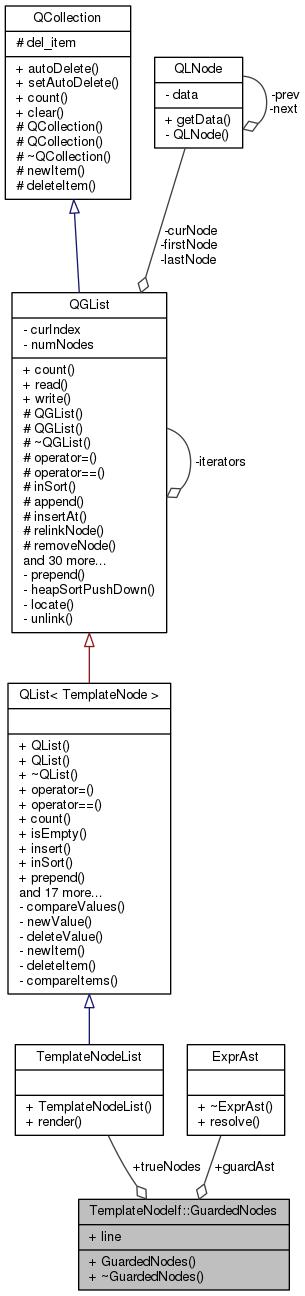 QCollection
# del_item
+ autoDelete()
+ setAutoDelete()
+ count()
+ clear()
# QCollection()
# QCollection()
# ~QCollection()
# newItem()
# deleteItem()
QLNode
- data
+ getData()
- QLNode()
-prev
-next
-curNode
-firstNode
-lastNode
QGList
- curIndex
- numNodes
+ count()
+ read()
+ write()
# QGList()
# QGList()
# ~QGList()
# operator=()
# operator==()
# inSort()
# append()
# insertAt()
# relinkNode()
# removeNode()
and 30 more...
- prepend()
- heapSortPushDown()
- locate()
- unlink()
-iterators
QList< TemplateNode >
+ QList()
+ QList()
+ ~QList()
+ operator=()
+ operator==()
+ count()
+ isEmpty()
+ insert()
+ inSort()
+ prepend()
and 17 more...
- compareValues()
- newValue()
- deleteValue()
- newItem()
- deleteItem()
- compareItems()
TemplateNodeList
+ TemplateNodeList()
+ render()
ExprAst
+ ~ExprAst()
+ resolve()
+trueNodes
+guardAst
TemplateNodeIf::GuardedNodes
+ line
+ GuardedNodes()
+ ~GuardedNodes()